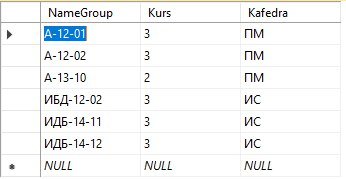 NameGroup Kurs Kafedra
А-12-01 3 ПМ
А-12-02 3 ПМ
А-13-10 2 ПМ
ИБД-12-02 3 ИС
ИДБ-14-11 3 ИС
ИДБ-14-12 3 ИС
NULL NULL NULL